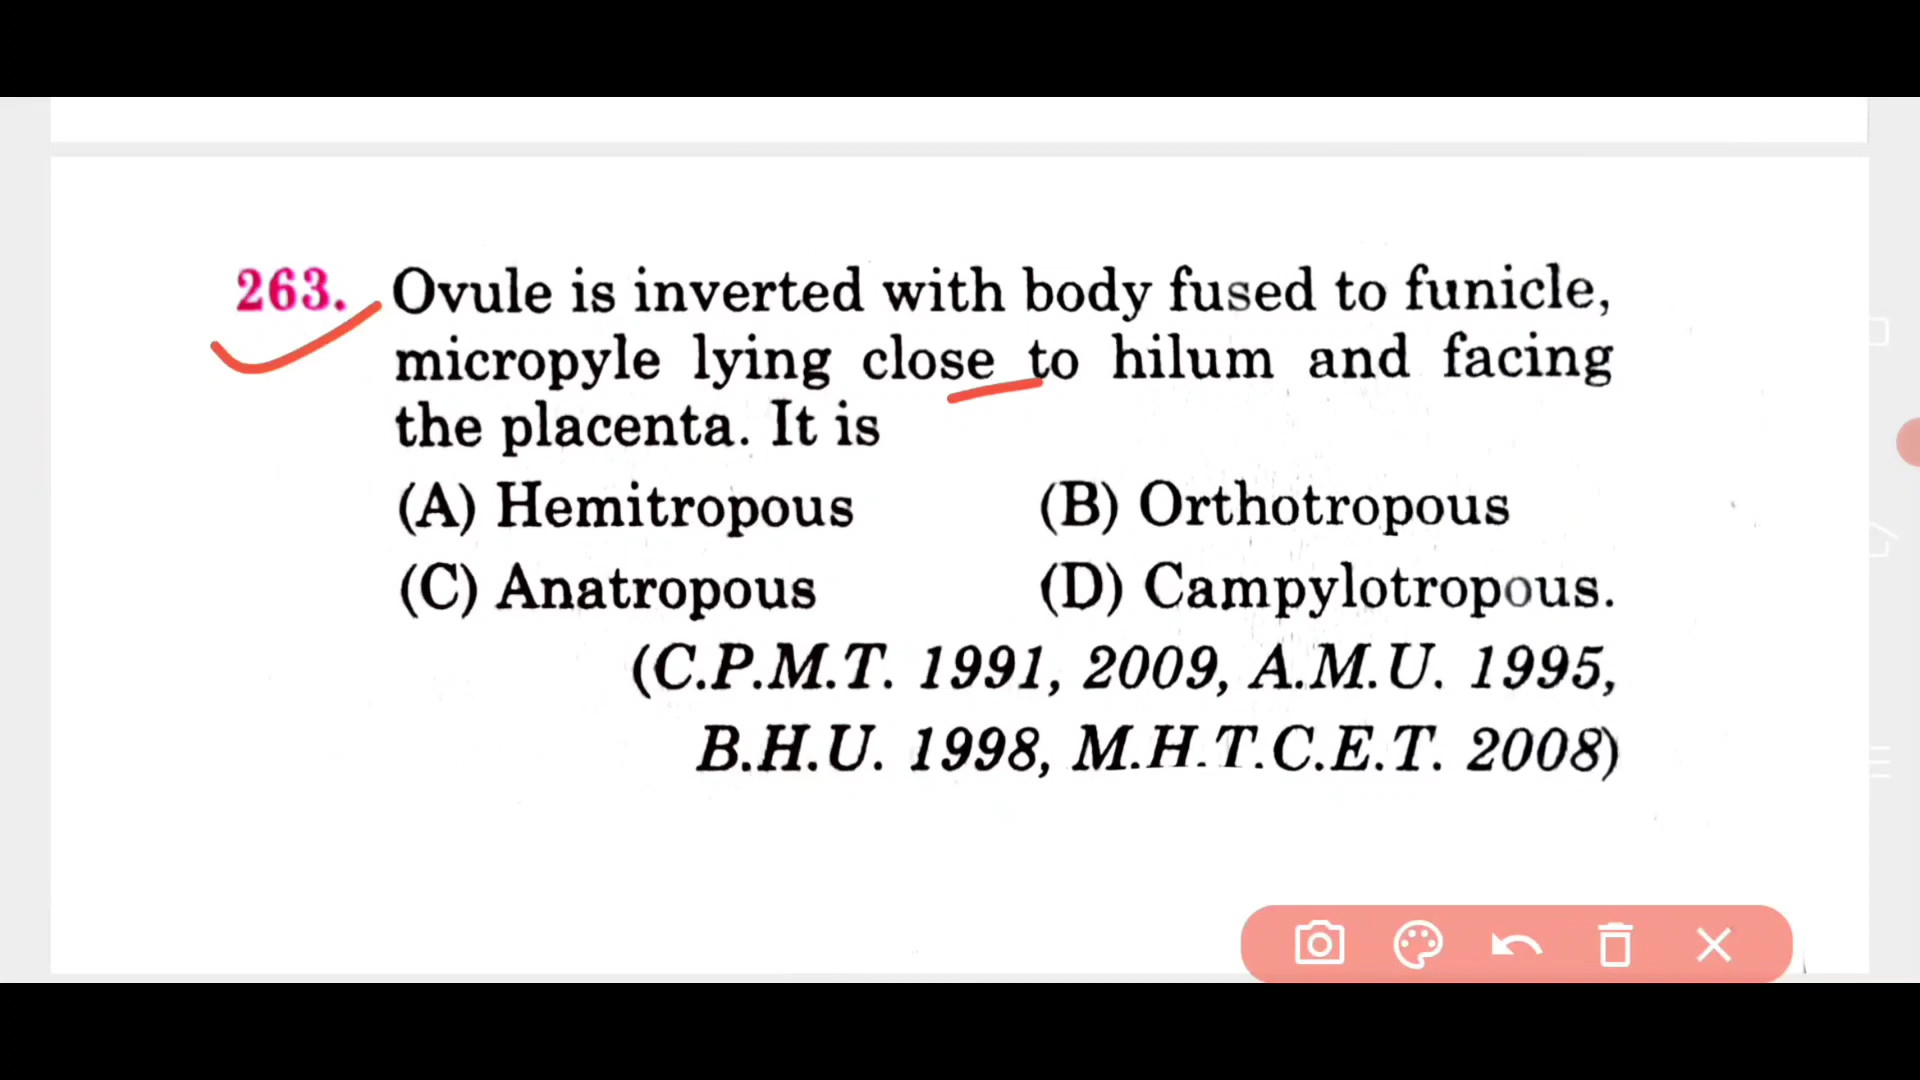 263. Ovule is inverted with body fused to funicle,
micropyle lying close to hilum and facing
the placenta. It is
(A) Hemitropous (B) Orthotropous
(C) Anatropous (D) Campylotropous.
(C.P.M.T. 1991, 2009, A.M.U. 1995,
B.H.U. 1998, M.H.T.C.E.T. 2008)